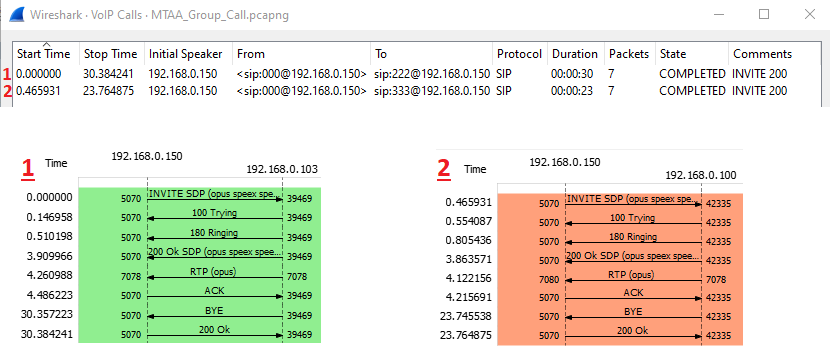 Wireshark · VoIP Calls · MTAA_Group_Call.pcapng
Start Time Stop Time Initial Speaker From To Protocol Duration Packets State Comments
1 0.000000 30.384241 192.168.0.150 <sip:000@192.168.0.150> sip:222@192.168.0.150 SIP 00:00:30 7 COMPLETED INVITE 200
2 0.465931 23.764875 192.168.0.150 <sip:000@192.168.0.150> sip:333@192.168.0.150 SIP 00:00:23 7 COMPLETED INVITE 200
1
Time
192.168.0.150
192.168.0.103
0.000000 5070 INVITE SDP (opus speex spe... 39469
0.146958 5070 100 Trying 39469
0.510198 5070 180 Ringing 39469
3.909966 5070 200 Ok SDP (opus speex spee... 39469
4.260988 7078 RTP (opus) 7078
4.486223 5070 ACK 39469
30.357223 5070 BYE 39469
30.384241 5070 200 Ok 39469
2
Time
192.168.0.150
192.168.0.100
0.465931 5070 INVITE SDP (opus speex spe... 42335
0.554087 5070 100 Trying 42335
0.805436 5070 180 Ringing 42335
3.863571 5070 200 Ok SDP (opus speex spee... 42335
4.122156 7080 RTP (opus) 7078
4.215691 5070 ACK 42335
23.745538 5070 BYE 42335
23.764875 5070 200 Ok 42335